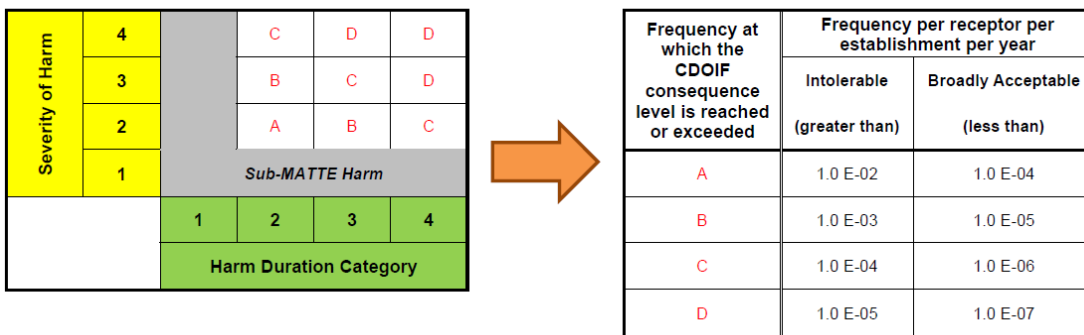 Severity of Harm
4 C D D
3 B C D
2 A B C
1 Sub-MATTE Harm
1 2 3 4
Harm Duration Category
Frequency at
which the
CDOIF
consequence
level is reached
or exceeded
Frequency per receptor per
establishment per year
Intolerable
(greater than)
Broadly Acceptable
(less than)
A 1.0 E-02 1.0 E-04
B 1.0 E-03 1.0 E-05
C 1.0 E-04 1.0 E-06
D 1.0 E-05 1.0 E-07